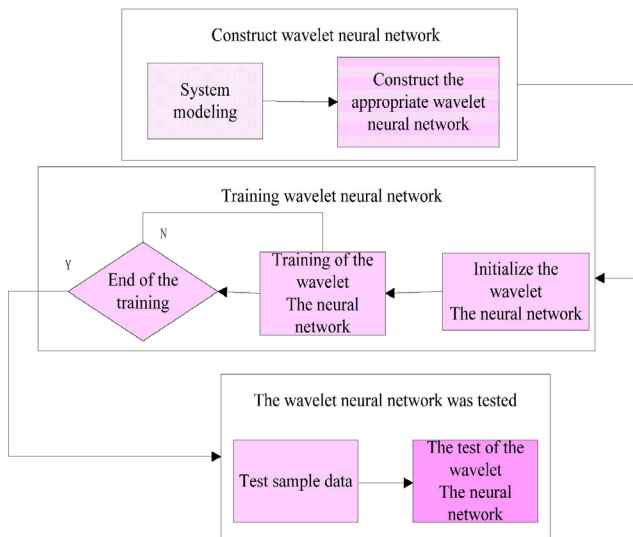 Construct wavelet neural network
System
modeling
Construct the
appropriate wavelet
neural network
Training wavelet neural network
N
Y
End of the
training
Training of the
wavelet
The neural
network
Initialize the
wavelet
The neural network
The wavelet neural network was tested
Test sample data
The test of the
wavelet
The neural
network